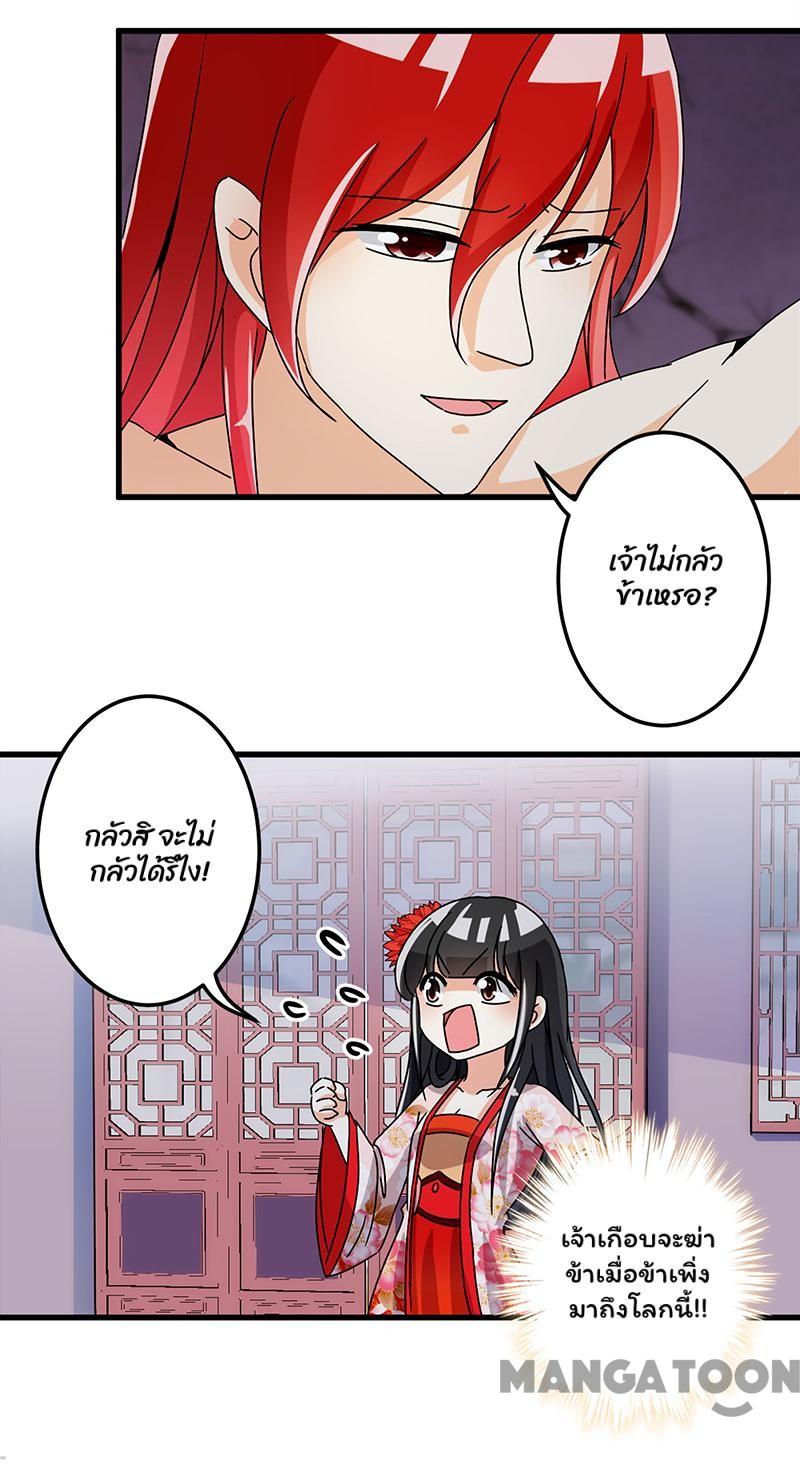 เจ้าไม่กลัว
ข้าเหรอ?
กลัวสิ จะไม่
กลัวได้รึไง!
เจ้าเกือบจะฆ่า
ข้าเมื่อข้าเพิ่ง
มาถึงโลกนี้!!
MANGATOON